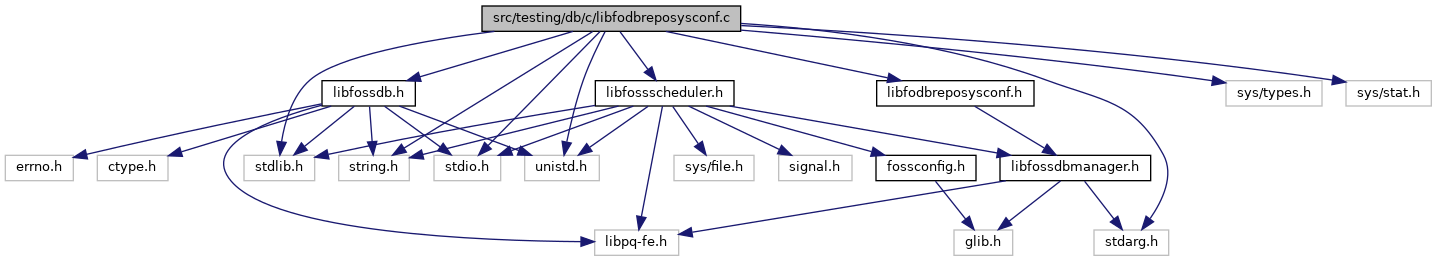 src/testing/db/c/libfodbreposysconf.c
libfossdb.h
libfossscheduler.h
libfodbreposysconf.h
sys/types.h
sys/stat.h
errno.h
ctype.h
stdlib.h
string.h
stdio.h
unistd.h
sys/file.h
signal.h
fossconfig.h
libfossdbmanager.h
libpq-fe.h
glib.h
stdarg.h